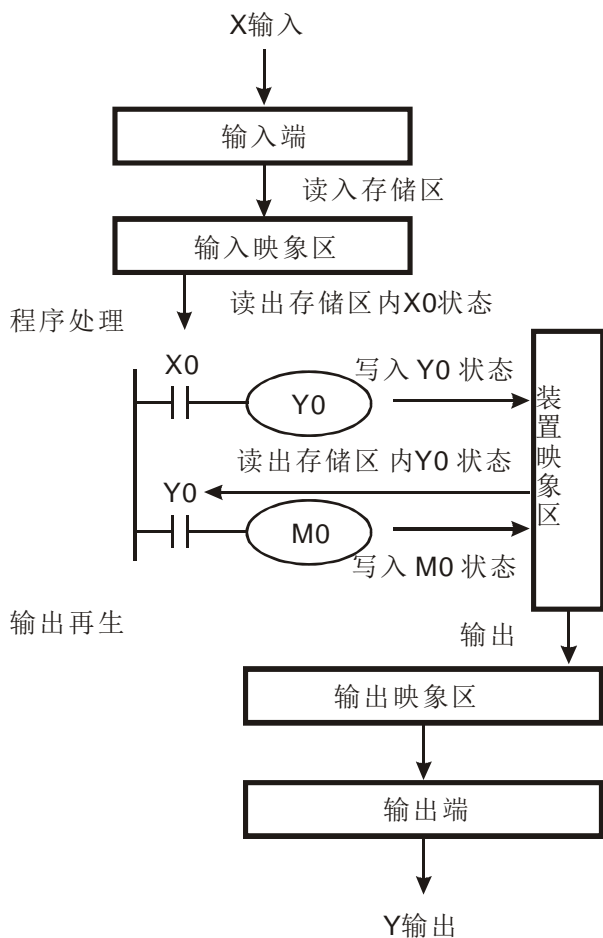 X输入
输入端
读入存储区
输入映象区
读出存储区内X0状态
程序处理
X0
写入 Y0 状态
Y0
装置映象区
读出存储区 内Y0 状态
Y0
M0
写入 M0 状态
输出再生
输出
输出映象区
输出端
Y输出